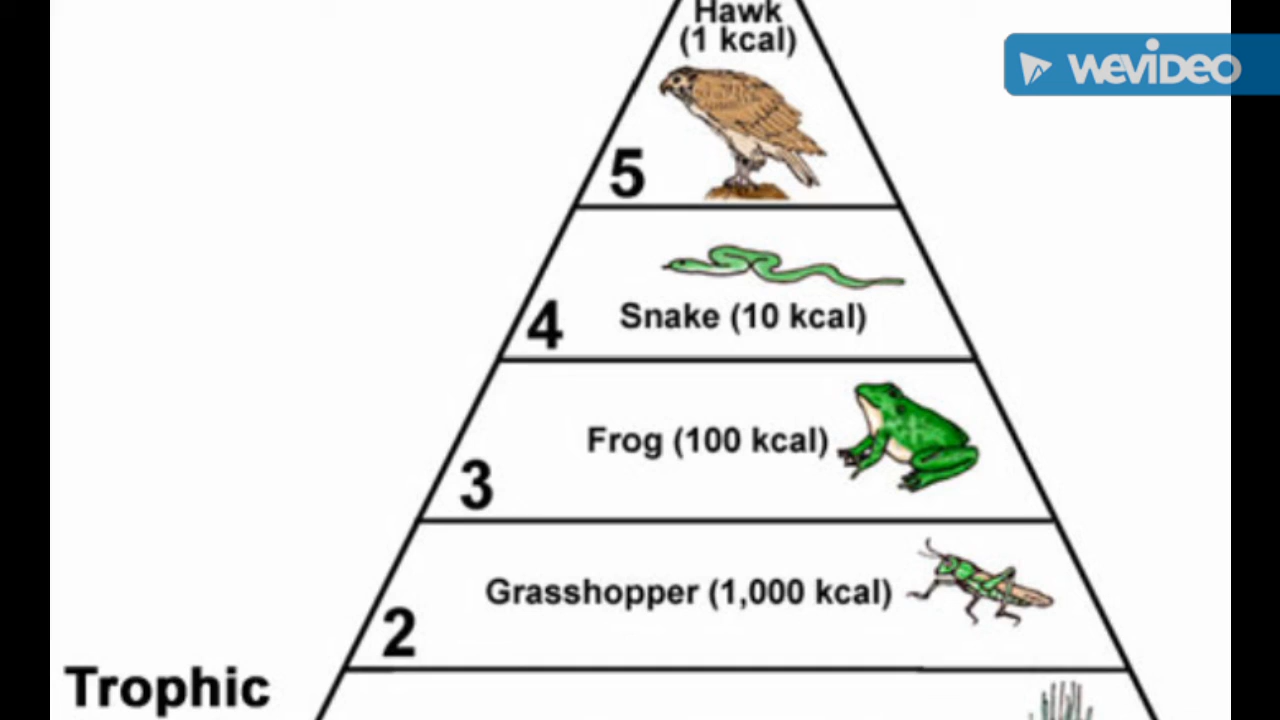 Hawk
(1 kcal)
WEVIDEO
5
4
Snake (10 kcal)
Frog (100 kcal)
3
Grasshopper (1,000 kcal)
2
Trophic